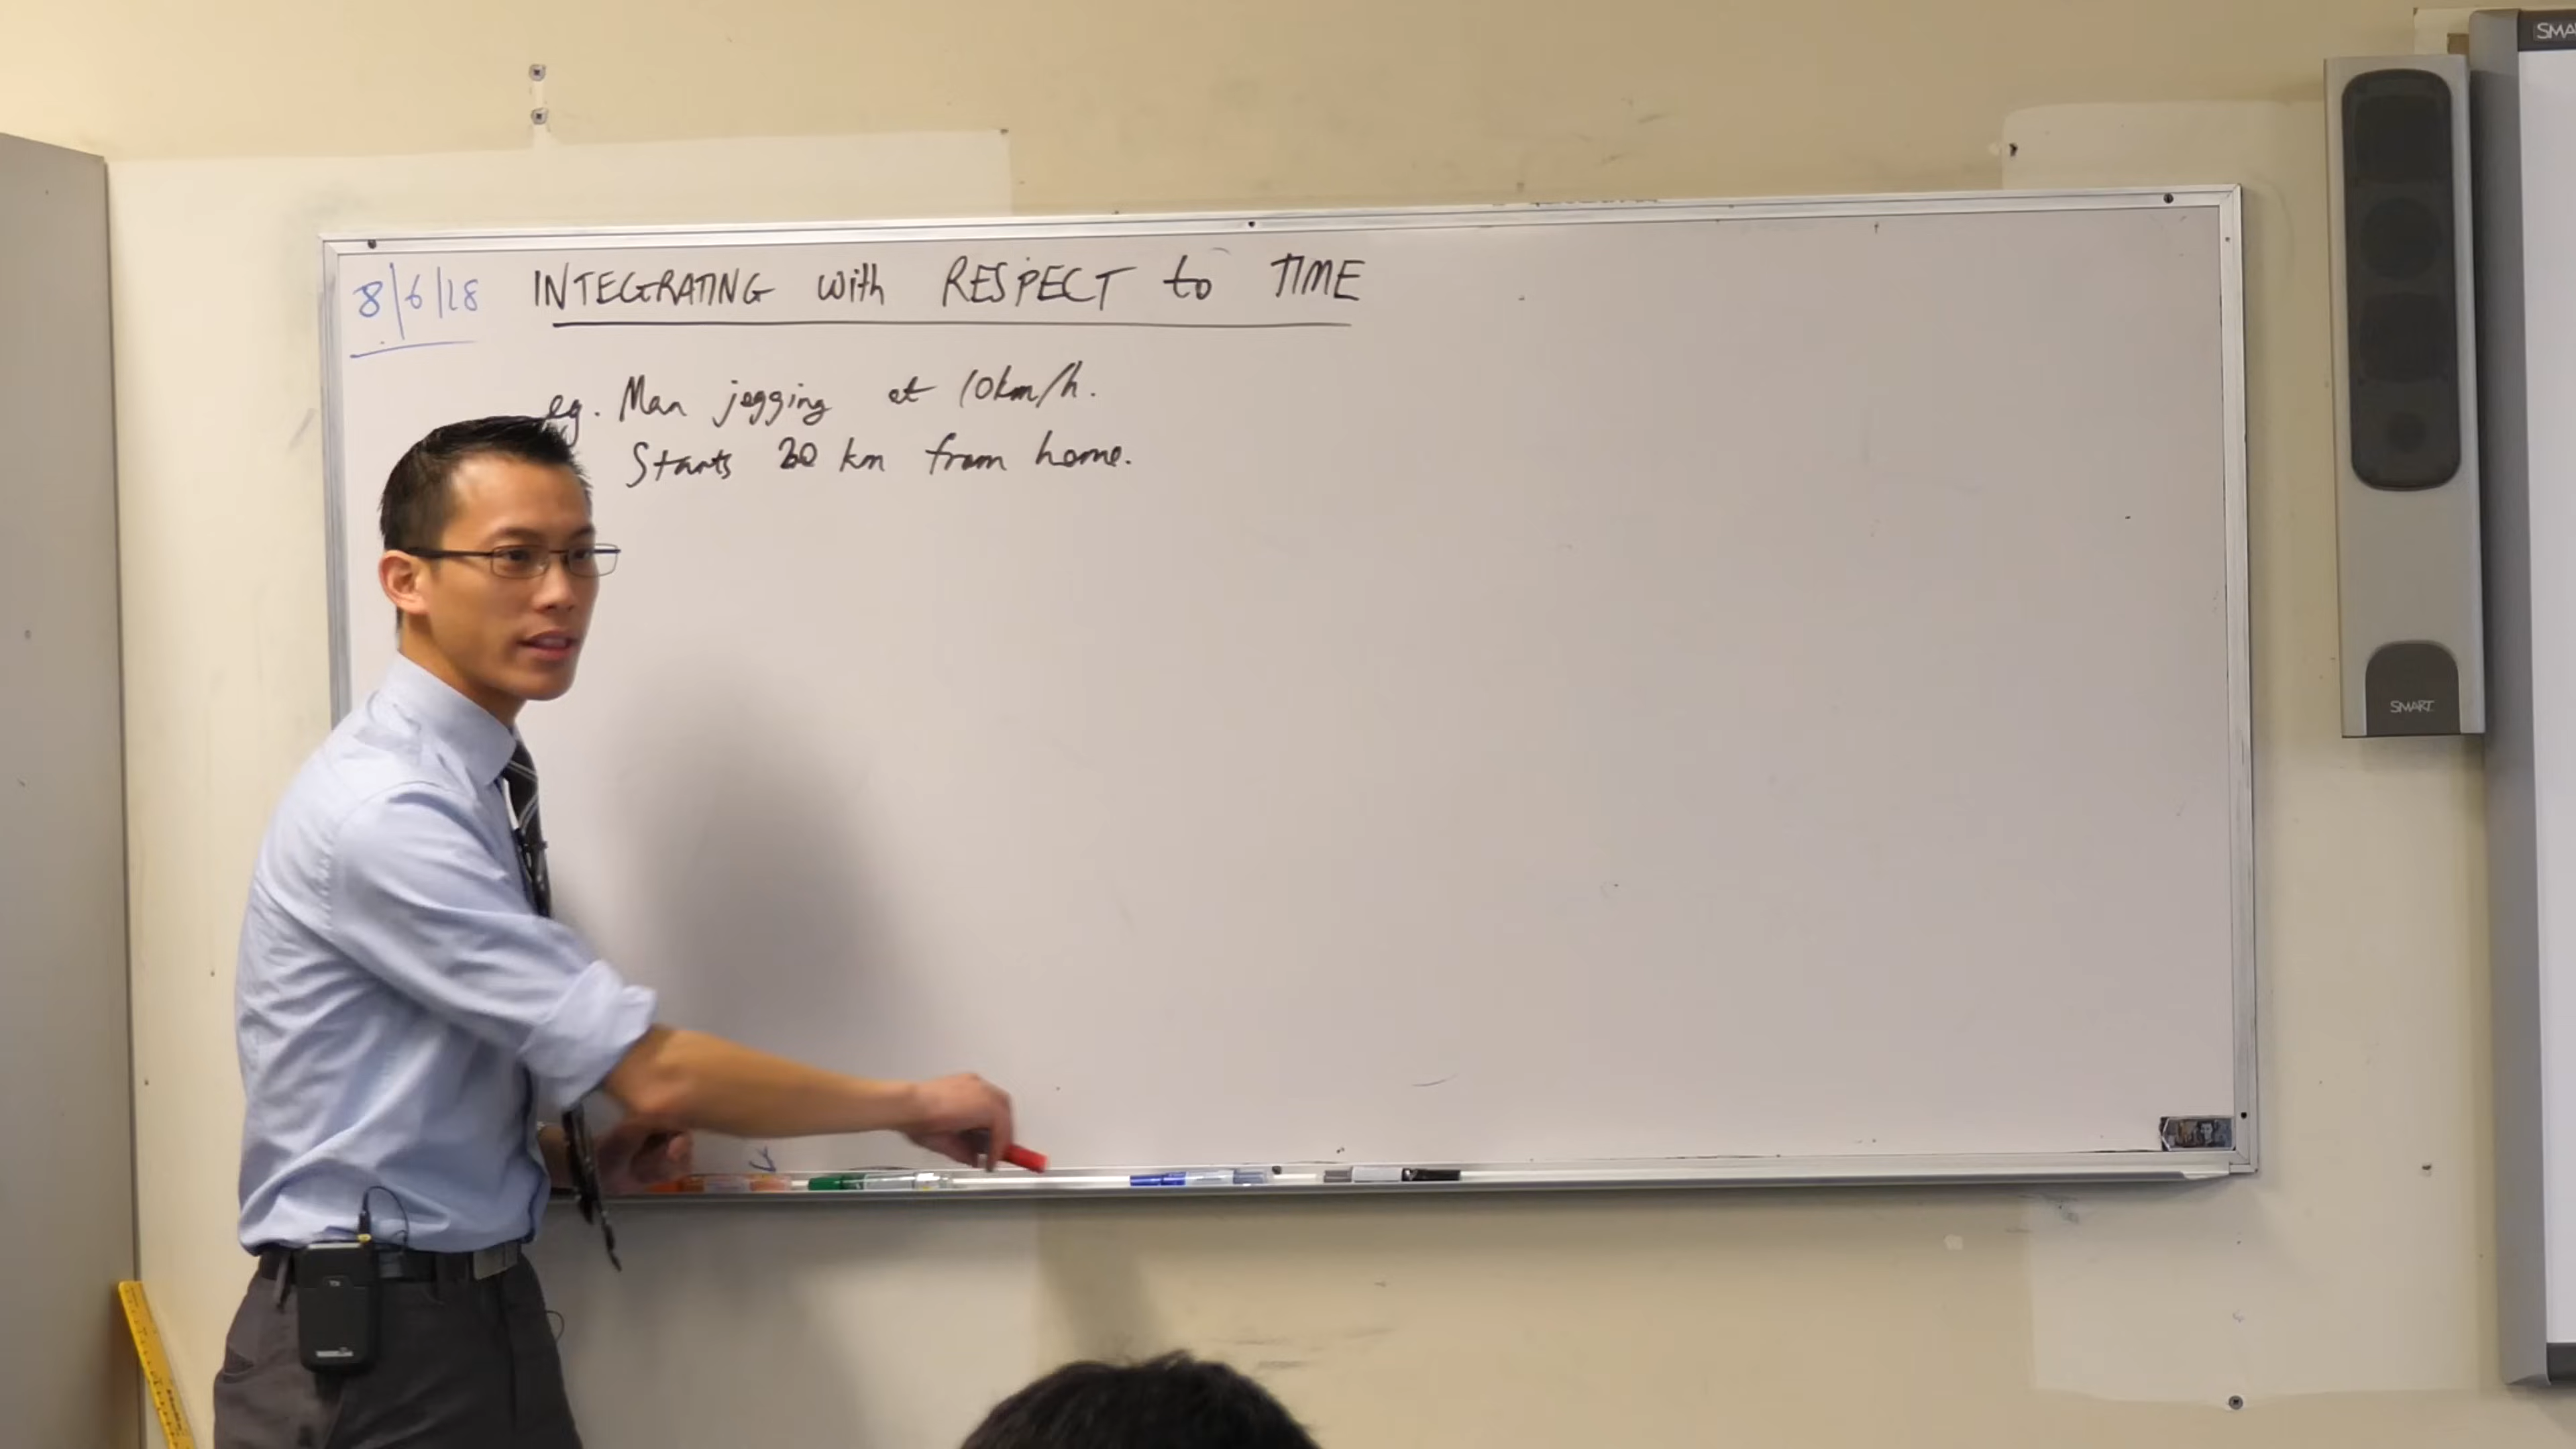 8/6/18 INTEGRATING with RESPECT to TIME
eg. Man jogging at 10km/h.
Starts 20 km from home.
SMART
SMA